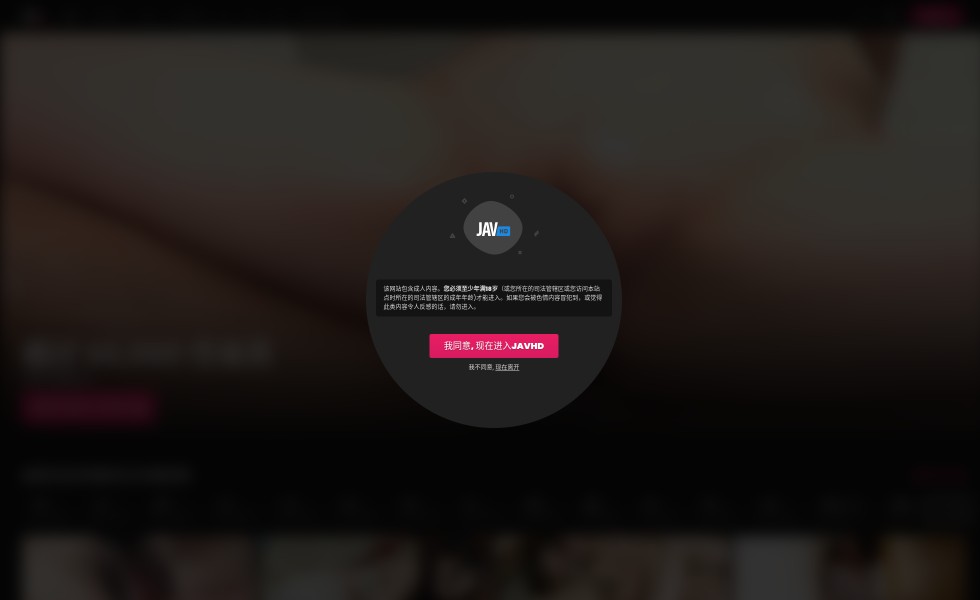 JAV HD
该网站包含成人内容。您必须至少年满18岁（或您所在的司法管辖区或您访问本站
点时所在的司法管辖区的成年年龄)才能进入。如果您会被色情内容冒犯到，或觉得
此类内容令人反感的话，请勿进入。
我同意, 现在进入JAVHD
我不同意, 现在离开